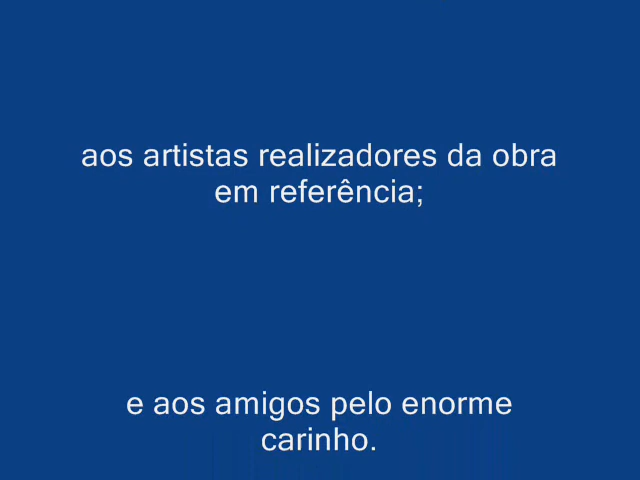 aos artistas realizadores da obra
em referência;
e aos amigos pelo enorme
carinho.